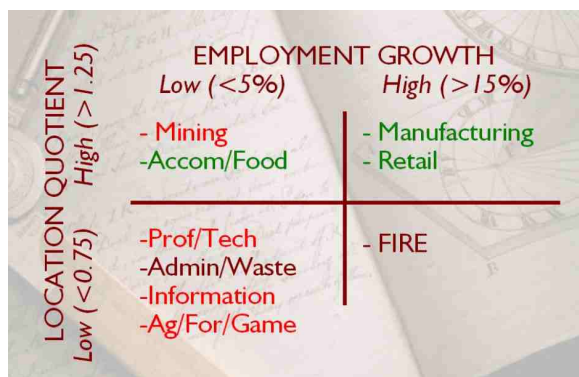 EMPLOYMENT GROWTH
Low (<5%) High (>15%)
LOCATION QUOTIENT
High (>1.25)
Low (<0.75)
- Mining
-Accom/Food
- Manufacturing
- Retail
-Prof/Tech
-Admin/Waste
-Information
-Ag/For/Game
- FIRE